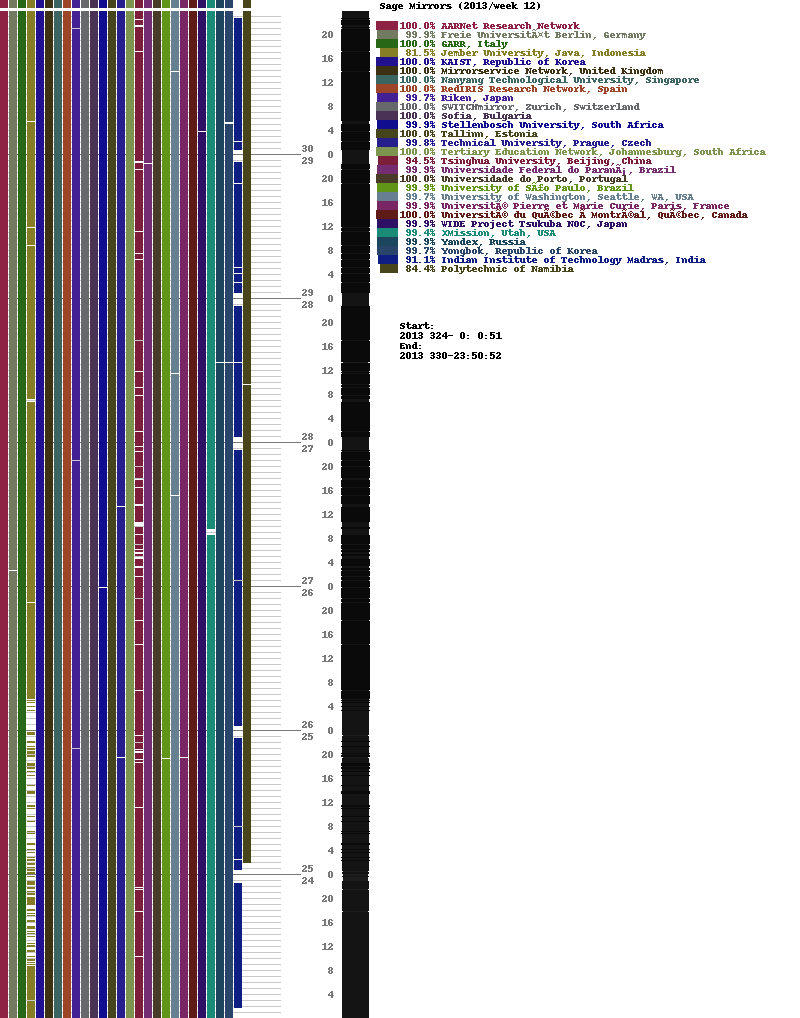 Sage Mirrors (2013/week 12)
100.0% AARNet Research Network
99.9% Freie UniversitÃ¤t Berlin, Germany
100.0% GARR, Italy
81.5% Jember University, Java, Indonesia
100.0% KAIST, Republic of Korea
100.0% Mirrorservice Network, United Kingdom
100.0% Nanyang Technological University, Singapore
100.0% RedIRIS Research Network, Spain
99.7% Riken, Japan
100.0% SWITCHmirror, Zurich, Switzerland
100.0% Sofia, Bulgaria
99.9% Stellenbosch University, South Africa
100.0% Tallinn, Estonia
99.8% Technical University, Prague, Czech
100.0% Tertiary Education Network, Johannesburg, South Africa
94.5% Tsinghua University, Beijing, China
99.9% Universidade Federal do ParanÃ¡, Brazil
100.0% Universidade do Porto, Portugal
99.9% University of SÃ£o Paulo, Brazil
99.7% University of Washington, Seattle, WA, USA
99.9% UniversitÃ© Pierre et Marie Curie, Paris, France
100.0% UniversitÃ© du QuÃ©bec Ã MontrÃ©al, QuÃ©bec, Canada
99.9% WIDE Project Tsukuba NOC, Japan
99.4% XMission, Utah, USA
99.9% Yandex, Russia
99.7% Yongbok, Republic of Korea
91.1% Indian Institute of Technology Madras, India
84.4% Polytechnic of Namibia
Start:
2013 324- 0: 0:51
End:
2013 330-23:50:52
20
16
12
8
4
30
0
29
20
16
12
8
4
29
0
28
20
16
12
8
4
28
0
27
20
16
12
8
4
27
0
26
20
16
12
8
4
26
0
25
20
16
12
8
4
25
0
24
20
16
12
8
4